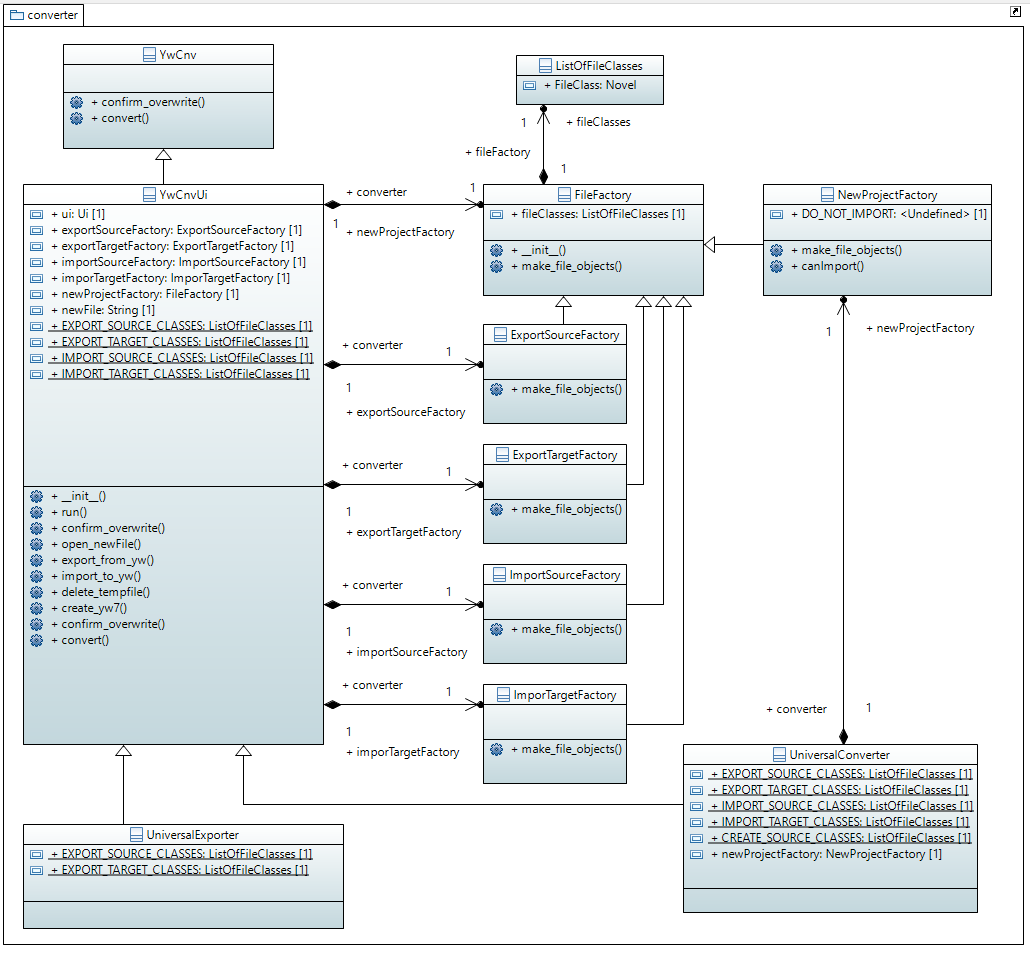 converter
YwCnv
+ confirm_overwrite()
+ convert()
ListOfFileClasses
+ FileClass: Novel
1
+ fileClasses
+ fileFactory
1
YwCnvUi
+ ui: Ui [1]
+ exportSourceFactory: ExportSourceFactory [1]
+ exportTargetFactory: ExportTargetFactory [1]
+ importSourceFactory: ImportSourceFactory [1]
+ imporTargetFactory: ImporTargetFactory [1]
+ newProjectFactory: FileFactory [1]
+ newFile: String [1]
+ EXPORT_SOURCE_CLASSES: ListOfFileClasses [1]
+ EXPORT_TARGET_CLASSES: ListOfFileClasses [1]
+ IMPORT_SOURCE_CLASSES: ListOfFileClasses [1]
+ IMPORT_TARGET_CLASSES: ListOfFileClasses [1]
+ __init__()
+ run()
+ confirm_overwrite()
+ open_newFile()
+ export_from_yw()
+ import_to_yw()
+ delete_tempfile()
+ create_yw7()
+ confirm_overwrite()
+ convert()
+ converter
1
1
+ newProjectFactory
FileFactory
+ fileClasses: ListOfFileClasses [1]
+ __init__()
+ make_file_objects()
NewProjectFactory
+ DO_NOT_IMPORT: <Undefined> [1]
+ make_file_objects()
+ canImport()
1
+ newProjectFactory
+ converter
1
1
+ exportSourceFactory
ExportSourceFactory
+ make_file_objects()
+ converter
1
1
+ exportTargetFactory
ExportTargetFactory
+ make_file_objects()
+ converter
1
1
+ importSourceFactory
ImportSourceFactory
+ make_file_objects()
+ converter
1
1
+ imporTargetFactory
ImporTargetFactory
+ make_file_objects()
+ converter
1
UniversalConverter
+ EXPORT_SOURCE_CLASSES: ListOfFileClasses [1]
+ EXPORT_TARGET_CLASSES: ListOfFileClasses [1]
+ IMPORT_SOURCE_CLASSES: ListOfFileClasses [1]
+ IMPORT_TARGET_CLASSES: ListOfFileClasses [1]
+ CREATE_SOURCE_CLASSES: ListOfFileClasses [1]
+ newProjectFactory: NewProjectFactory [1]
UniversalExporter
+ EXPORT_SOURCE_CLASSES: ListOfFileClasses [1]
+ EXPORT_TARGET_CLASSES: ListOfFileClasses [1]